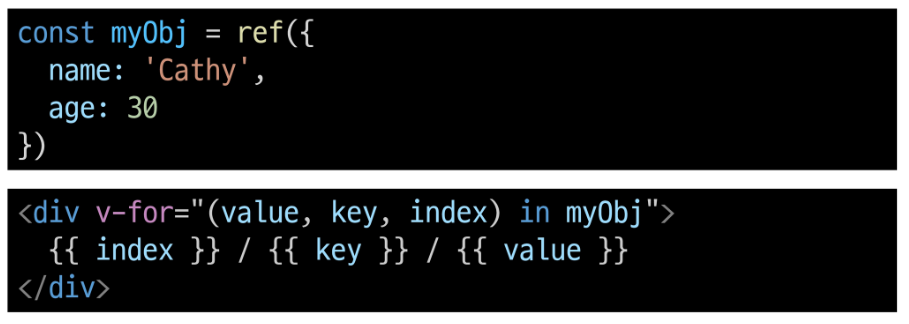 const myObj = ref({
  name: 'Cathy',
  age: 30
})
<div v-for="(value, key, index) in myObj">
  {{ index }} / {{ key }} / {{ value }}
</div>